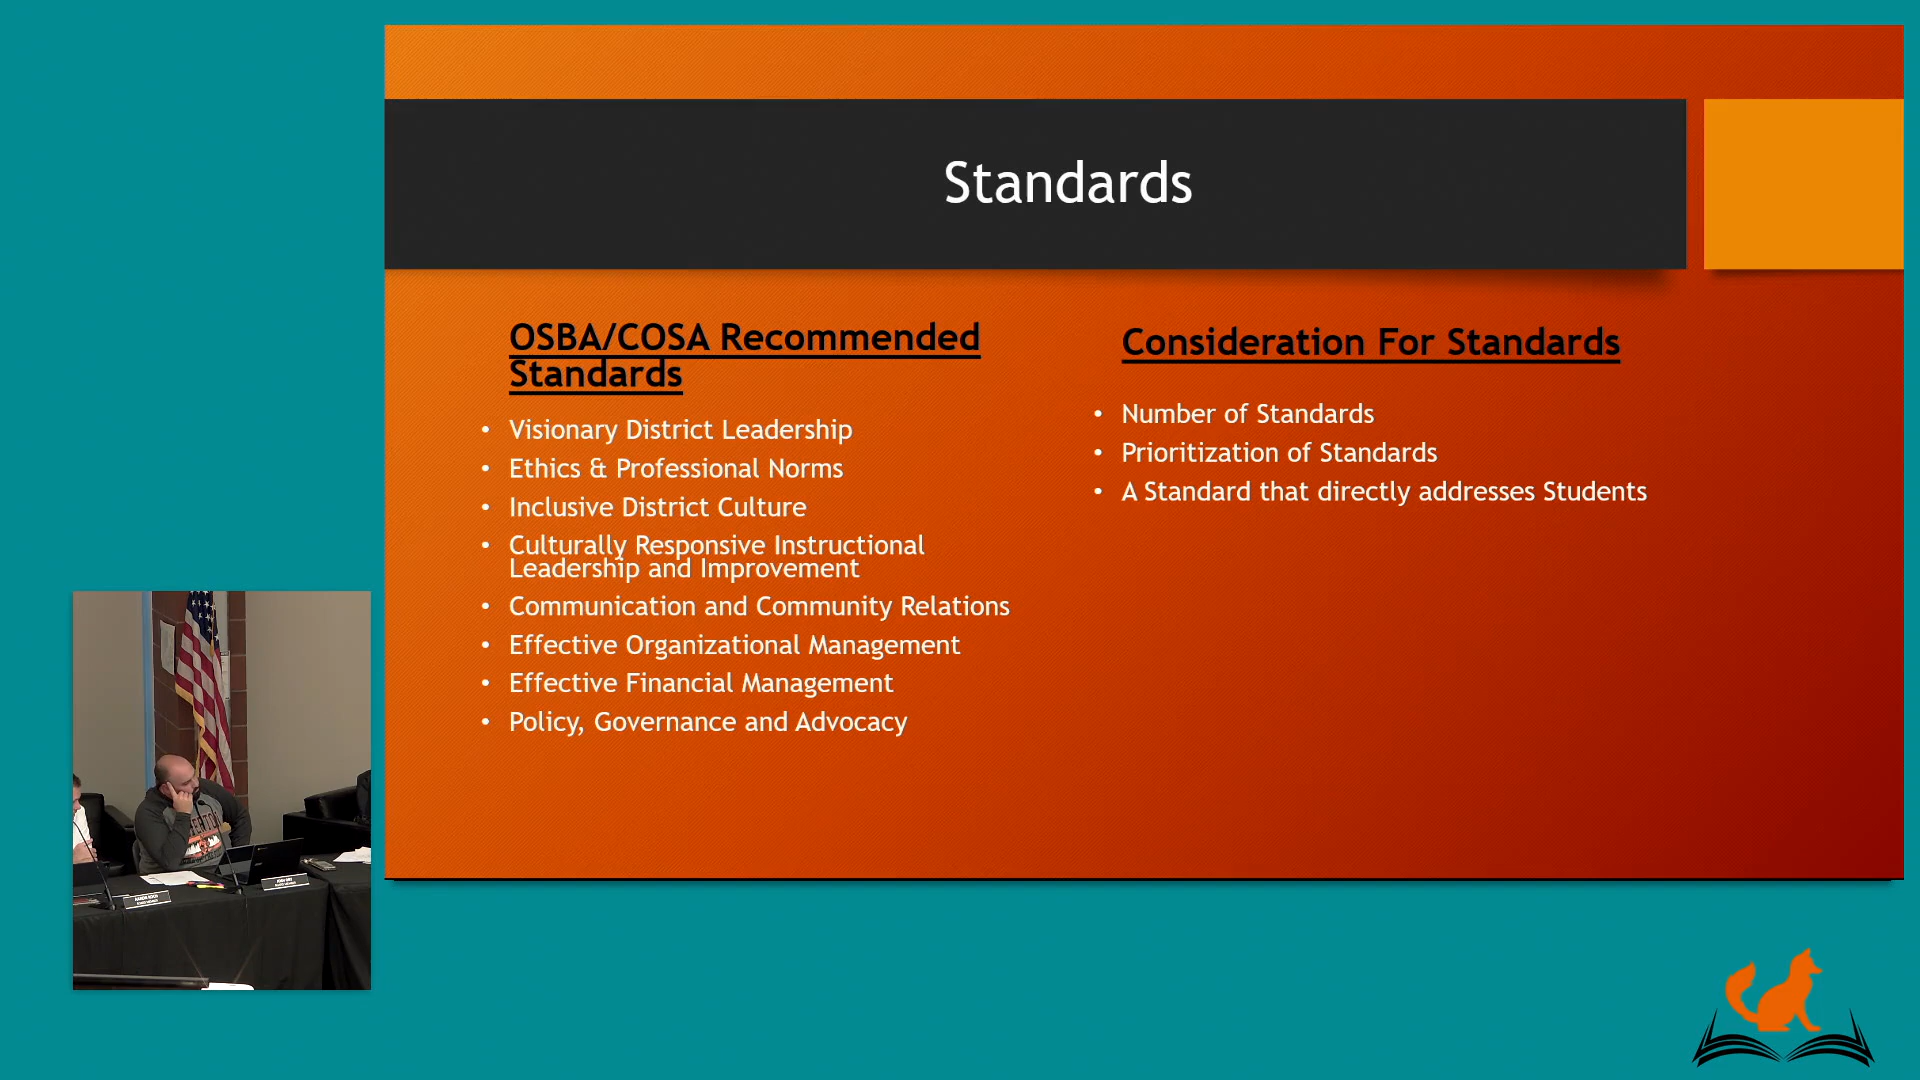 Standards
OSBA/COSA Recommended
Standards
• Visionary District Leadership
• Ethics & Professional Norms
• Inclusive District Culture
• Culturally Responsive Instructional
Leadership and Improvement
• Communication and Community Relations
• Effective Organizational Management
• Effective Financial Management
• Policy, Governance and Advocacy
Consideration For Standards
• Number of Standards
• Prioritization of Standards
• A Standard that directly addresses Students